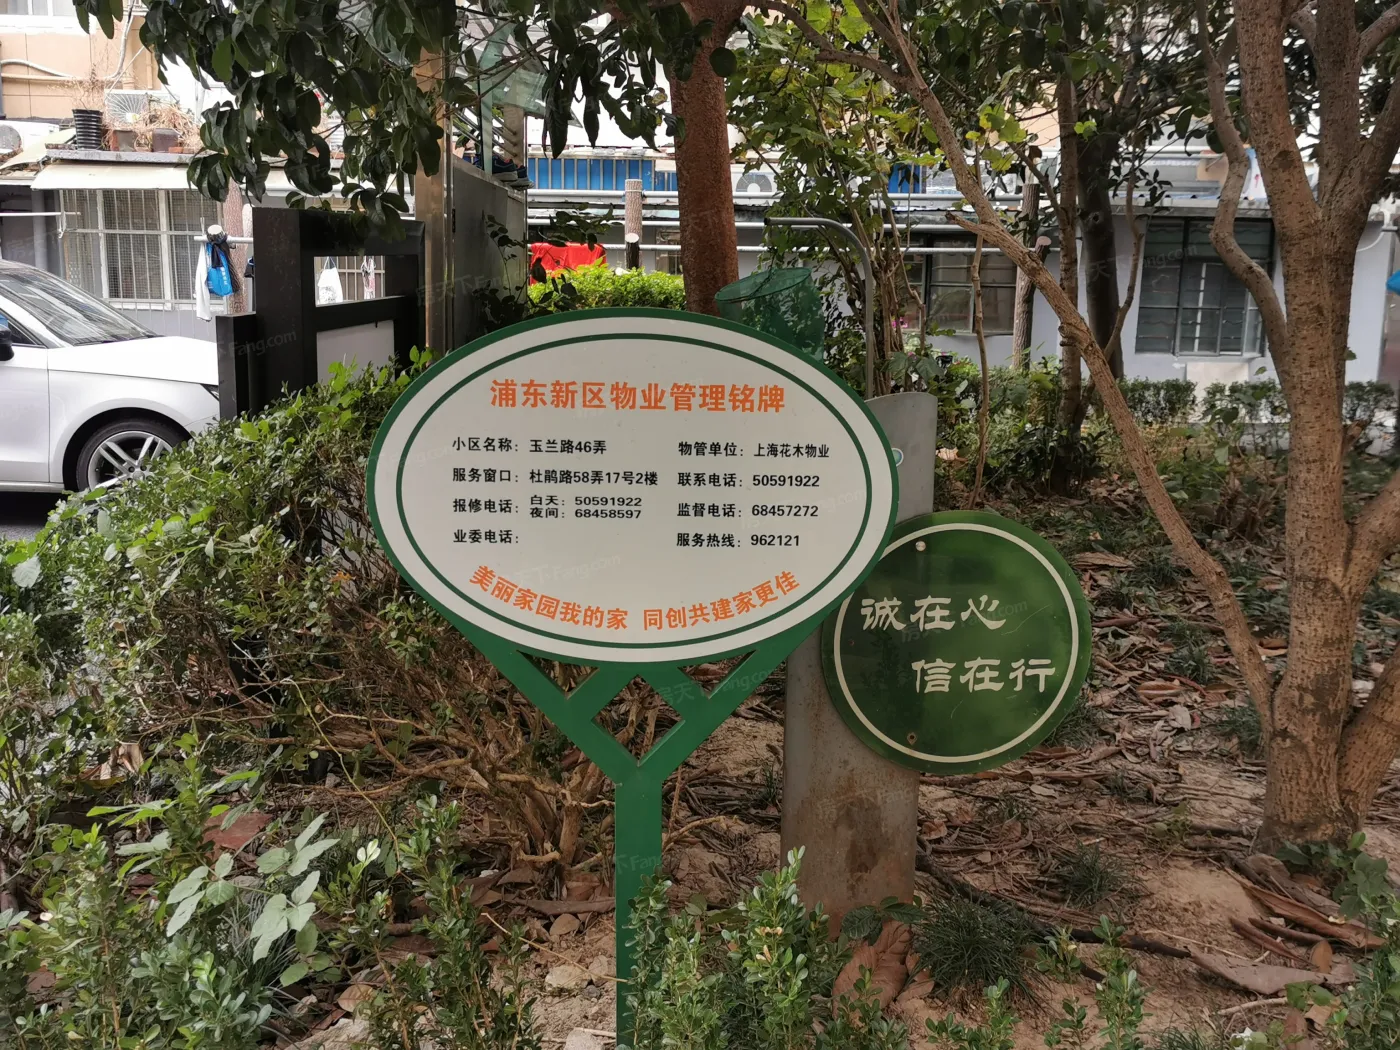 浦东新区物业管理铭牌
小区名称：玉兰路46弄
物管单位：上海花木物业
服务窗口：杜鹃路58弄17号2楼
联系电话：50591922
报修电话：白天：50591922
夜间：68458597
监督电话：68457272
业委电话：
服务热线：962121
美丽家园我的家 同创共建家更佳
诚在心
信在行